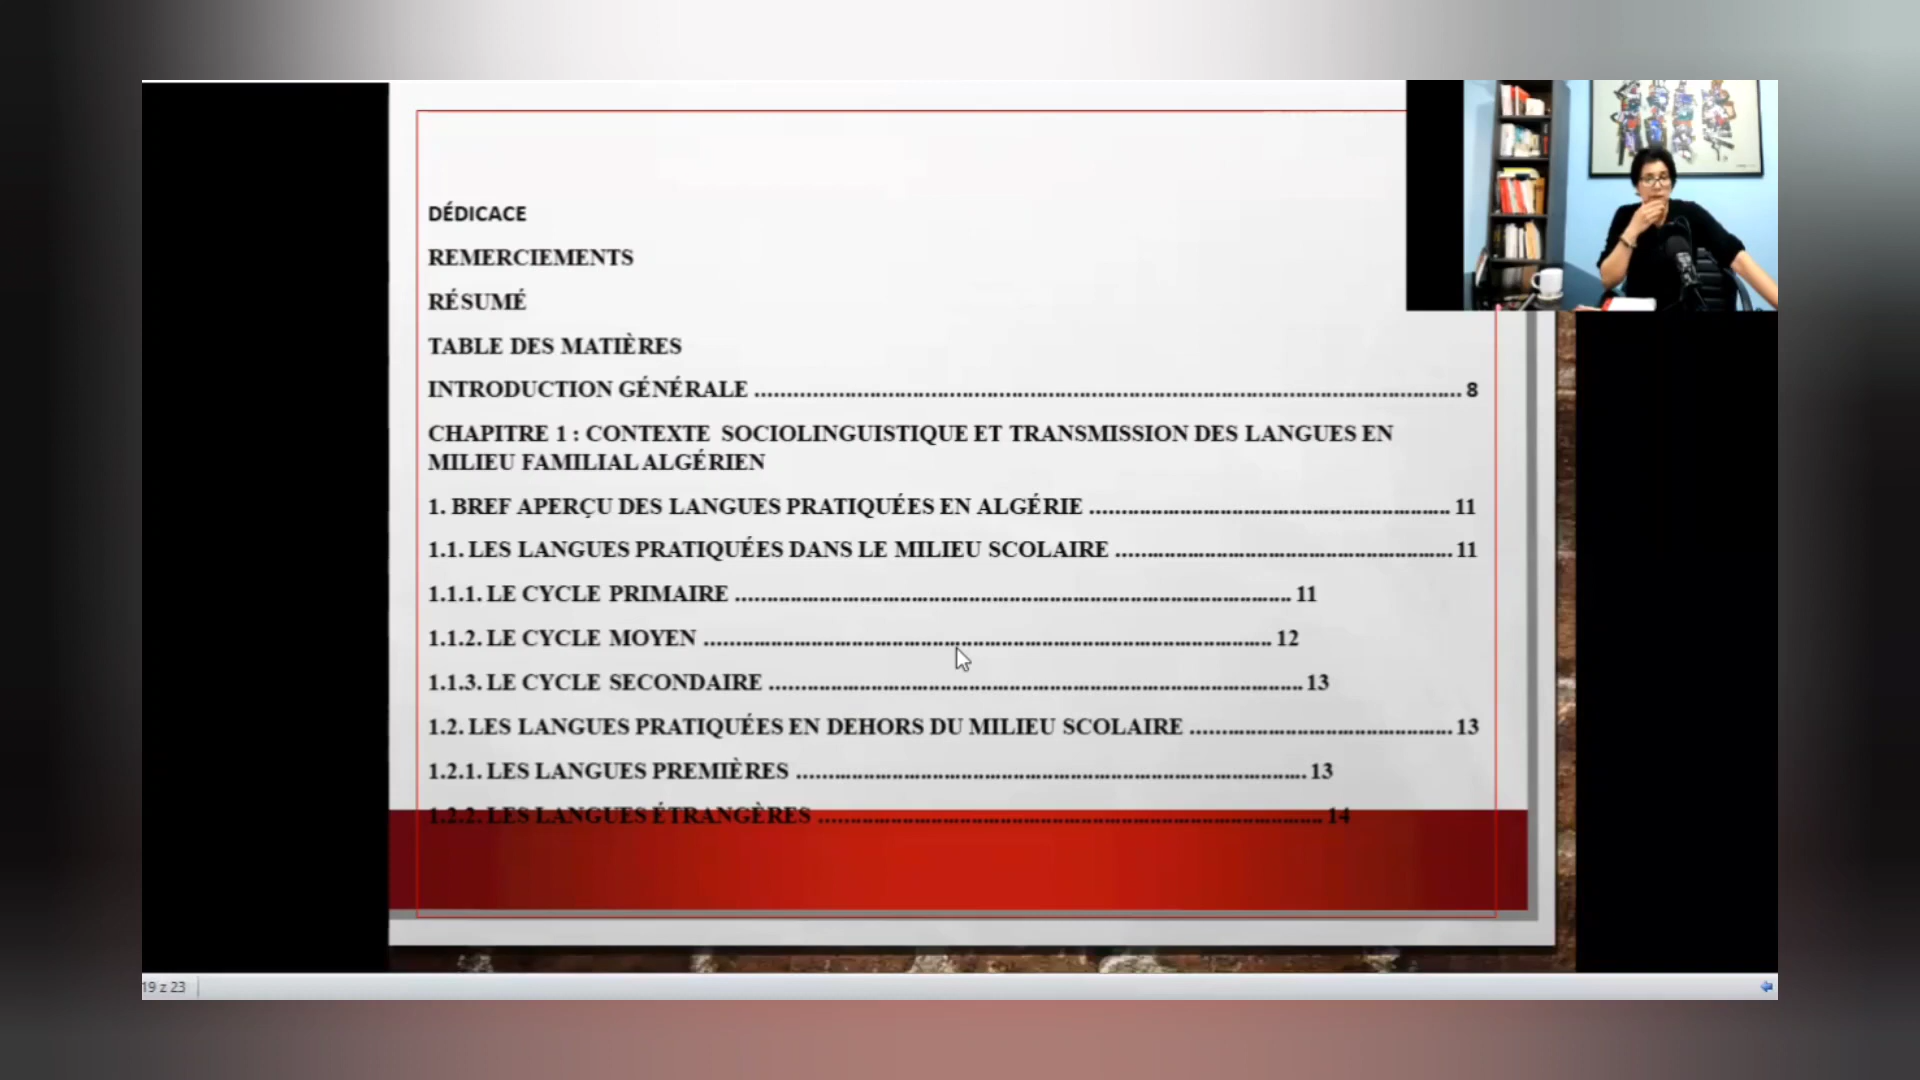 DÉDICACE
REMERCIEMENTS
RÉSUMÉ
TABLE DES MATIÈRES
INTRODUCTION GÉNÉRALE ........................................................................................................... 8
CHAPITRE 1 : CONTEXTE SOCIOLINGUISTIQUE ET TRANSMISSION DES LANGUES EN
MILIEU FAMILIAL ALGÉRIEN
1. BREF APERÇU DES LANGUES PRATIQUÉES EN ALGÉRIE ....................................................... 11
1.1. LES LANGUES PRATIQUÉES DANS LE MILIEU SCOLAIRE ................................................... 11
1.1.1. LE CYCLE PRIMAIRE ..................................................................................... 11
1.1.2. LE CYCLE MOYEN ....................................................................................... 12
1.1.3. LE CYCLE SECONDAIRE .................................................................................. 13
1.2. LES LANGUES PRATIQUÉES EN DEHORS DU MILIEU SCOLAIRE ........................................ 13
1.2.1. LES LANGUES PREMIÈRES .............................................................................. 13
1.2.2. LES LANGUES ÉTRANGÈRES ............................................................................. 14
19 z 23